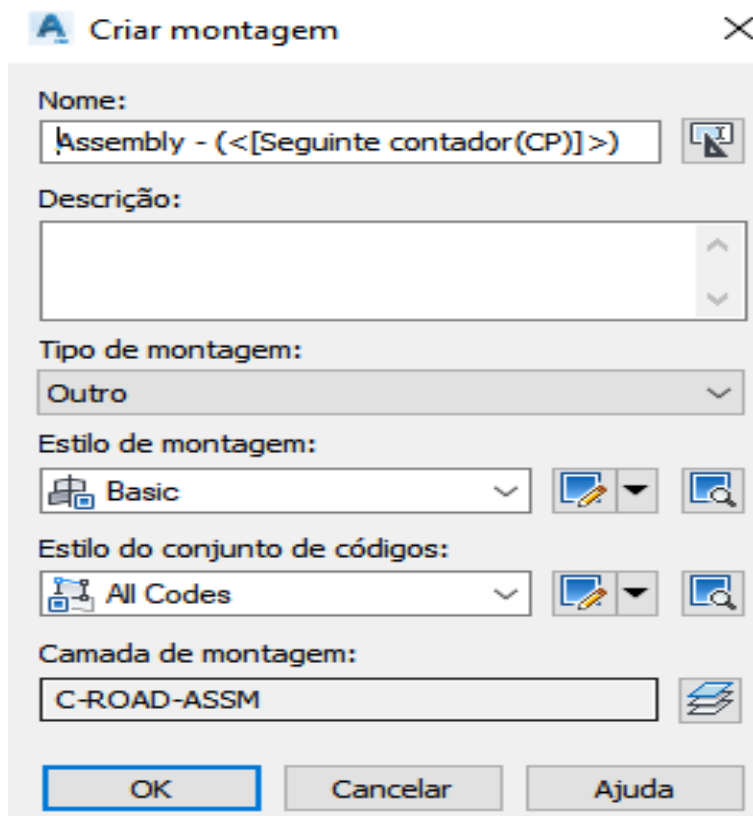 Criar montagem
Nome:
Assembly - (<[Seguinte contador(CP)]>)
Descrição:
Tipo de montagem:
Outro
Estilo de montagem:
Basic
Estilo do conjunto de códigos:
All Codes
Camada de montagem:
C-ROAD-ASSM
OK Cancelar Ajuda